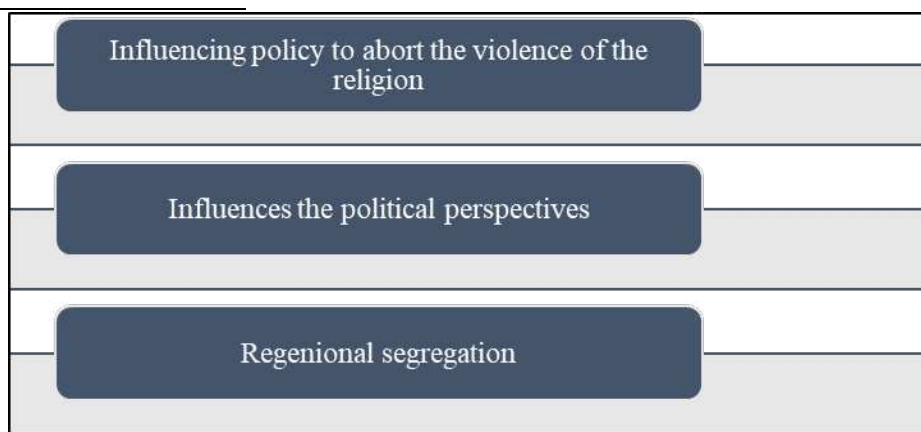 Influencing policy to abort the violence of the
religion
Influences the political perspectives
Regenional segregation